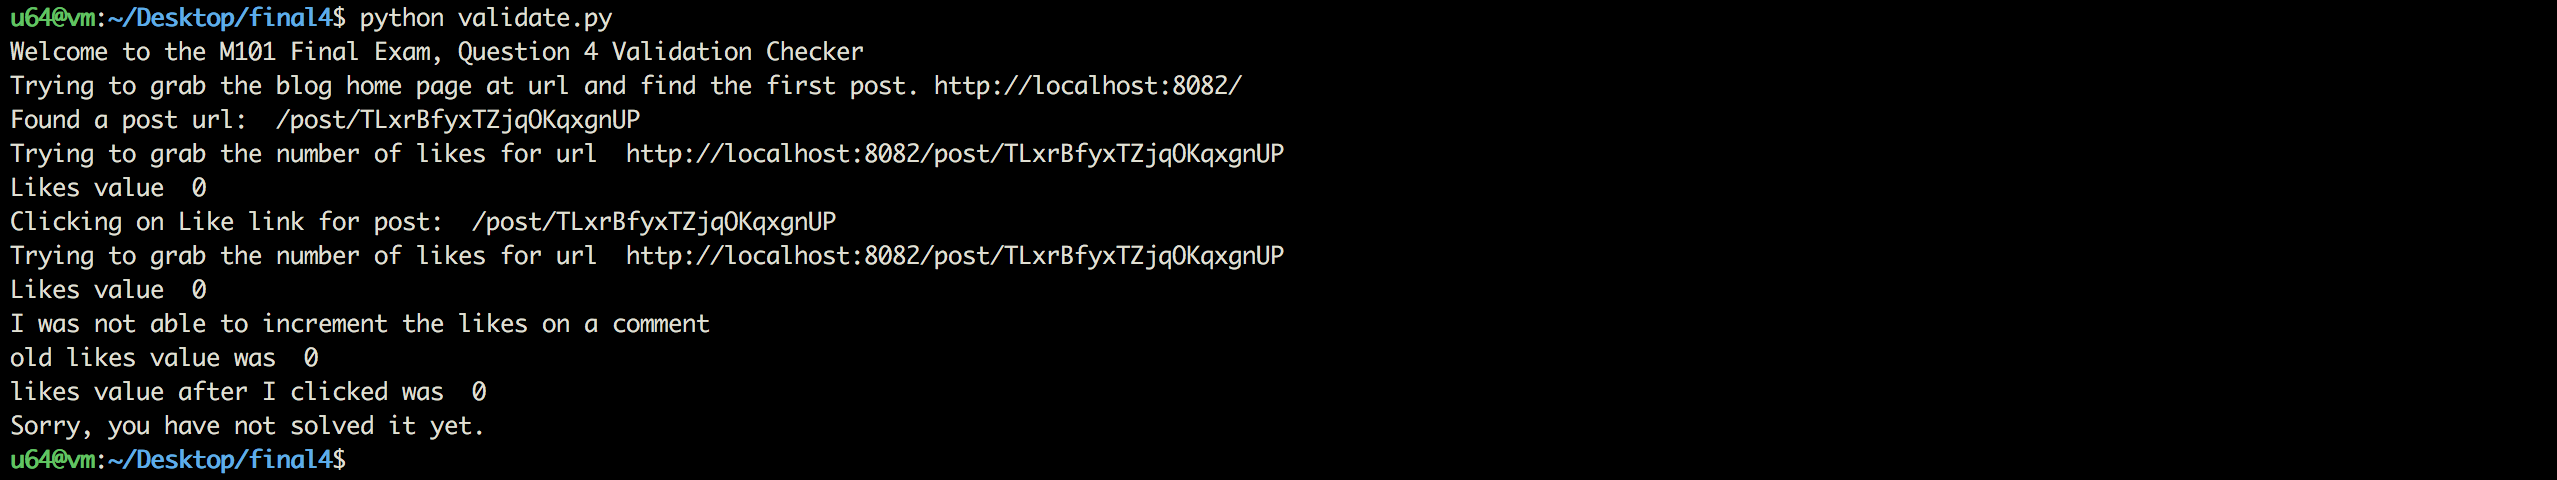 u64@vm:~/Desktop/final4$ python validate.py
Welcome to the M101 Final Exam, Question 4 Validation Checker
Trying to grab the blog home page at url and find the first post. http://localhost:8082/
Found a post url:  /post/TLxrBfyxTZjqOKqxgnUP
Trying to grab the number of likes for url  http://localhost:8082/post/TLxrBfyxTZjqOKqxgnUP
Likes value  0
Clicking on Like link for post:  /post/TLxrBfyxTZjqOKqxgnUP
Trying to grab the number of likes for url  http://localhost:8082/post/TLxrBfyxTZjqOKqxgnUP
Likes value  0
I was not able to increment the likes on a comment
old likes value was  0
likes value after I clicked was  0
Sorry, you have not solved it yet.
u64@vm:~/Desktop/final4$